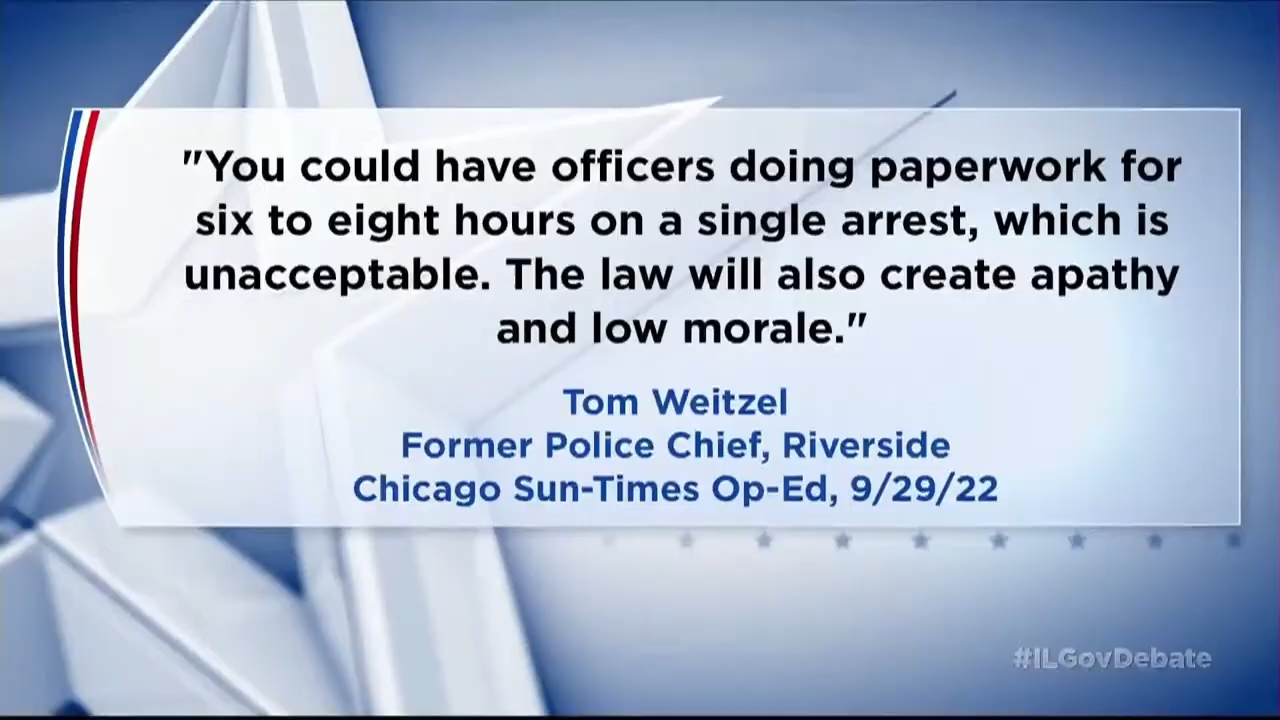 "You could have officers doing paperwork for
six to eight hours on a single arrest, which is
unacceptable. The law will also create apathy
and low morale."
Tom Weitzel
Former Police Chief, Riverside
Chicago Sun-Times Op-Ed, 9/29/22
#ILGovDebate